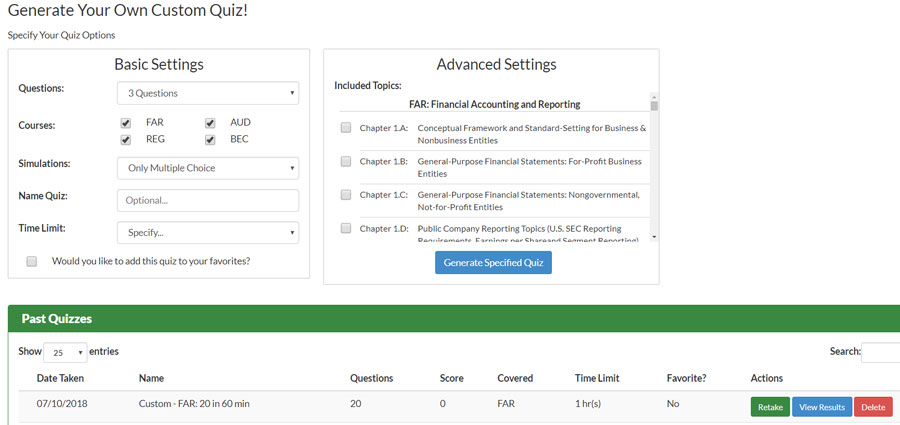 Generate Your Own Custom Quiz!
Specify Your Quiz Options
Basic Settings
Questions:
3 Questions
Courses:
FAR
AUD
REG
BEC
Simulations:
Only Multiple Choice
Name Quiz:
Optional...
Time Limit:
Specify...
Would you like to add this quiz to your favorites?
Advanced Settings
Included Topics:
FAR: Financial Accounting and Reporting
Chapter 1.A: Conceptual Framework and Standard-Setting for Business &
Nonbusiness Entities
Chapter 1.B: General-Purpose Financial Statements: For-Profit Business
Entities
Chapter 1.C: General-Purpose Financial Statements: Nongovernmental,
Not-for-Profit Entities
Chapter 1.D: Public Company Reporting Topics (U.S. SEC Reporting
Requirements, Earnings per Shareand Segment Reporting)
Generate Specified Quiz
Past Quizzes
Show 25 entries
Search:
Date Taken Name Questions Score Covered Time Limit Favorite? Actions
07/10/2018 Custom - FAR: 20 in 60 min 20 0 FAR 1 hr(s) No Retake View Results Delete